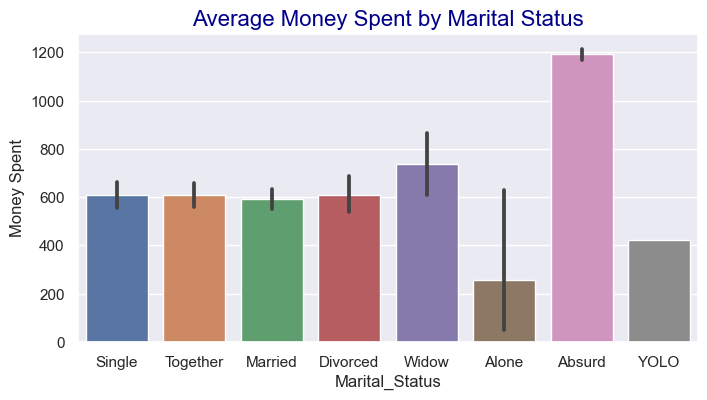 Average Money Spent by Marital Status
1200
1000
800
600
400
200
0
Money Spent
Single Together Married Divorced Widow Alone Absurd YOLO
Marital_Status